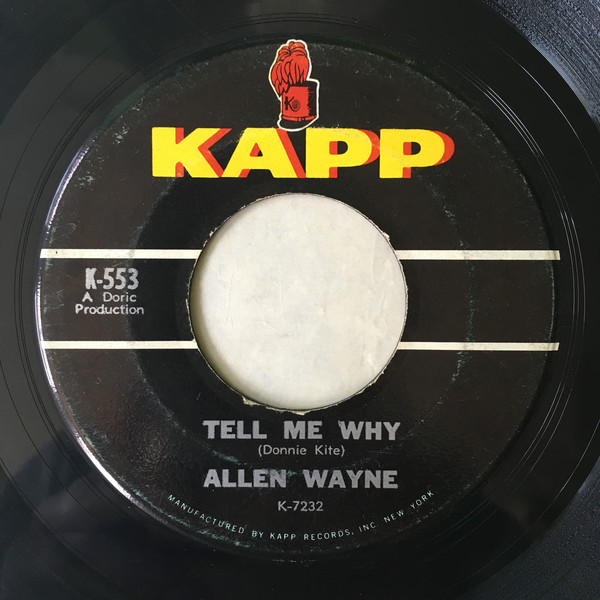 K
KAPP
K-553
A Doric
Production
TELL ME WHY
(Donnie Kite)
ALLEN WAYNE
K-7232
MANUFACTURED BY KAPP RECORDS, INC. NEW YORK